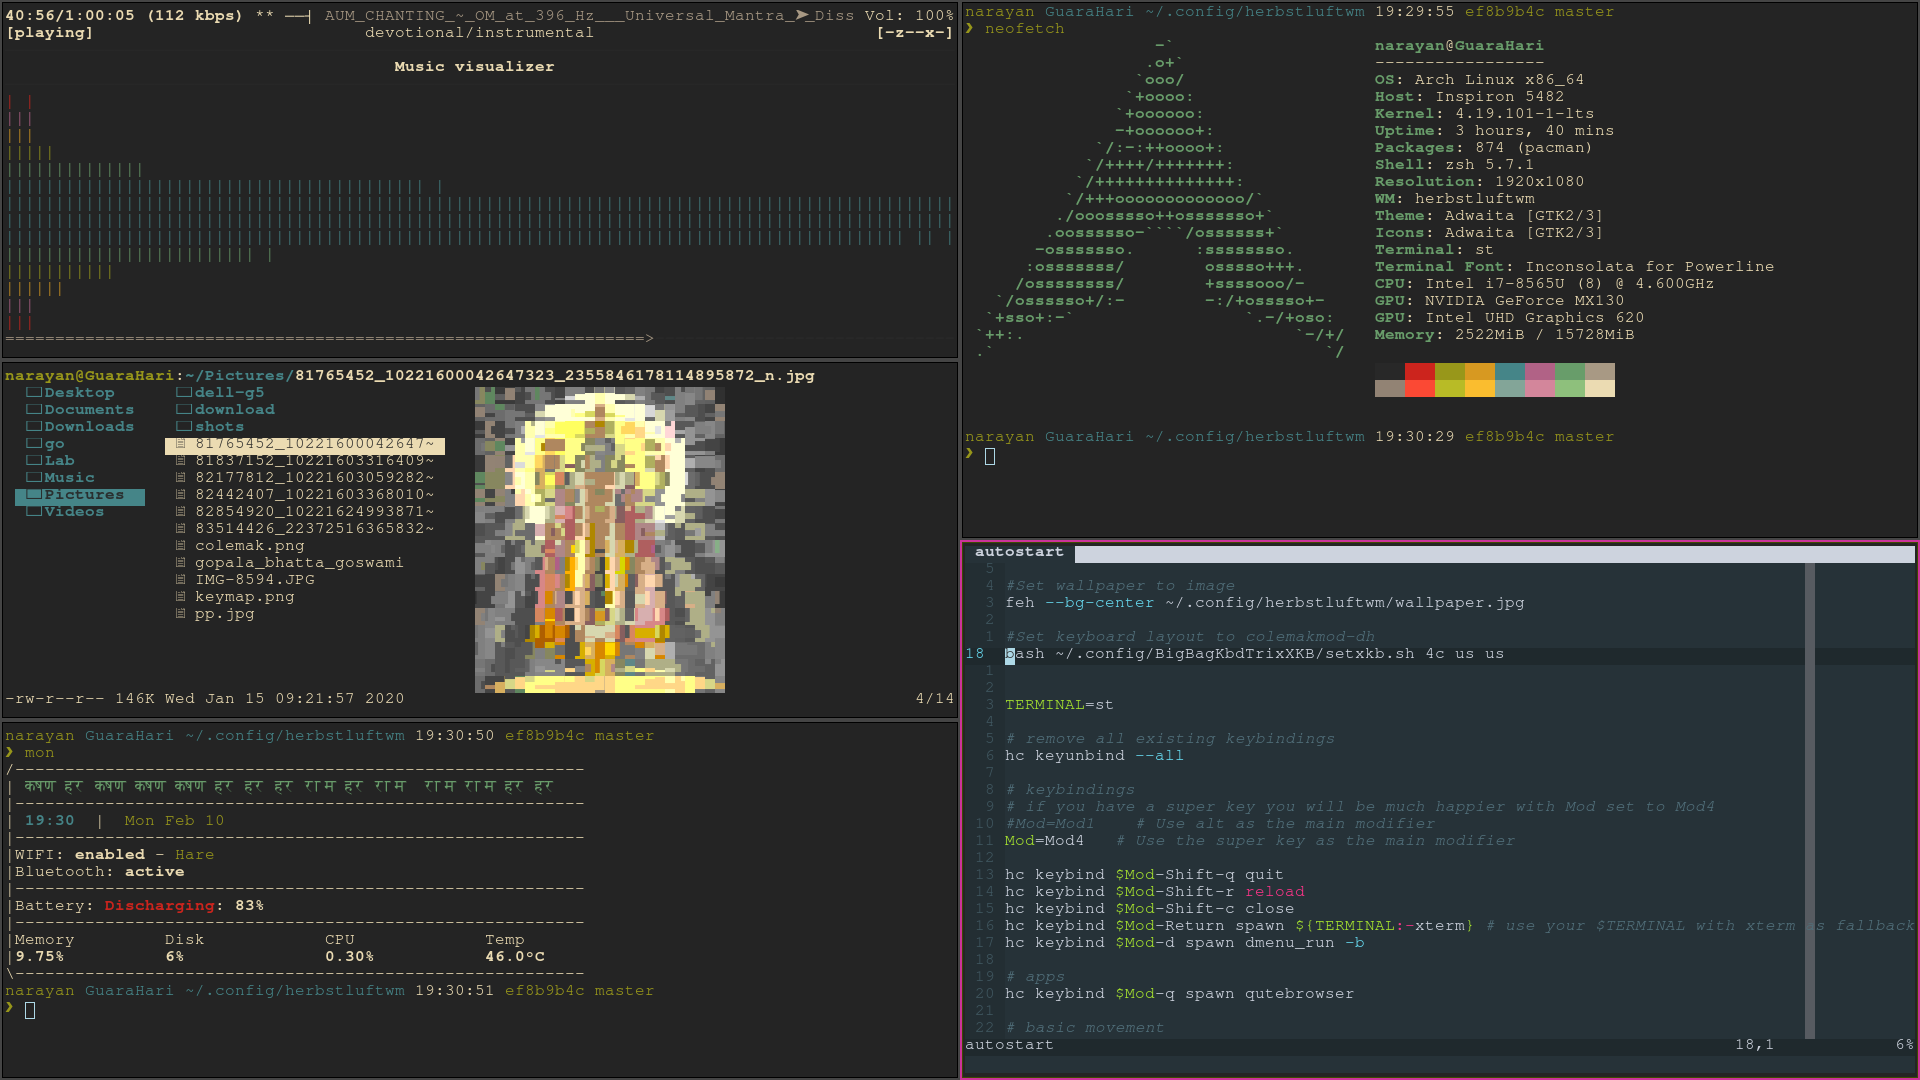 40:56/1:00:05 (112 kbps) ** ──┤ AUM_CHANTING_~_OM_at_396_Hz___Universal_Mantra_➤_Diss Vol: 100%
[playing] devotional/instrumental [-z--x-]
Music visualizer
narayan@GuaraHari:~/Pictures/81765452_10221600042647323_2355846178114895872_n.jpg
Desktop dell-g5
Documents download
Downloads shots
go 81765452_10221600042647~
Lab 81837152_10221603316409~
Music 82177812_10221603059282~
Pictures 82442407_10221603368010~
Videos 82854920_10221624993871~
83514426_22372516365832~
colemak.png
gopala_bhatta_goswami
IMG-8594.JPG
keymap.png
pp.jpg
-rw-r--r-- 146K Wed Jan 15 09:21:57 2020 4/14
narayan GuaraHari ~/.config/herbstluftwm 19:30:50 ef8b9b4c master
❯ mon
/---------------------------------------------------------
| कषण हर कषण कषण कषण हर हर हर राम हर राम राम राम हर हर
|---------------------------------------------------------
| 19:30 | Mon Feb 10
|---------------------------------------------------------
|WIFI: enabled - Hare
|Bluetooth: active
|---------------------------------------------------------
|Battery: Discharging: 83%
|---------------------------------------------------------
|Memory Disk CPU Temp
|9.75% 6% 0.30% 46.0°C
\---------------------------------------------------------
narayan GuaraHari ~/.config/herbstluftwm 19:30:51 ef8b9b4c master
❯
narayan GuaraHari ~/.config/herbstluftwm 19:29:55 ef8b9b4c master
❯ neofetch
narayan@GuaraHari
-----------------
OS: Arch Linux x86_64
Host: Inspiron 5482
Kernel: 4.19.101-1-lts
Uptime: 3 hours, 40 mins
Packages: 874 (pacman)
Shell: zsh 5.7.1
Resolution: 1920x1080
WM: herbstluftwm
Theme: Adwaita [GTK2/3]
Icons: Adwaita [GTK2/3]
Terminal: st
Terminal Font: Inconsolata for Powerline
CPU: Intel i7-8565U (8) @ 4.600GHz
GPU: NVIDIA GeForce MX130
GPU: Intel UHD Graphics 620
Memory: 2522MiB / 15728MiB
narayan GuaraHari ~/.config/herbstluftwm 19:30:29 ef8b9b4c master
❯
autostart
5
4 #Set wallpaper to image
3 feh --bg-center ~/.config/herbstluftwm/wallpaper.jpg
2
1 #Set keyboard layout to colemakmod-dh
18 bash ~/.config/BigBagKbdTrixXKB/setxkb.sh 4c us us
1
2
3 TERMINAL=st
4
5 # remove all existing keybindings
6 hc keyunbind --all
7
8 # keybindings
9 # if you have a super key you will be much happier with Mod set to Mod4
10 #Mod=Mod1 # Use alt as the main modifier
11 Mod=Mod4 # Use the super key as the main modifier
12
13 hc keybind $Mod-Shift-q quit
14 hc keybind $Mod-Shift-r reload
15 hc keybind $Mod-Shift-c close
16 hc keybind $Mod-Return spawn ${TERMINAL:-xterm} # use your $TERMINAL with xterm as fallback
17 hc keybind $Mod-d spawn dmenu_run -b
18
19 # apps
20 hc keybind $Mod-q spawn qutebrowser
21
22 # basic movement
autostart 18,1 6%